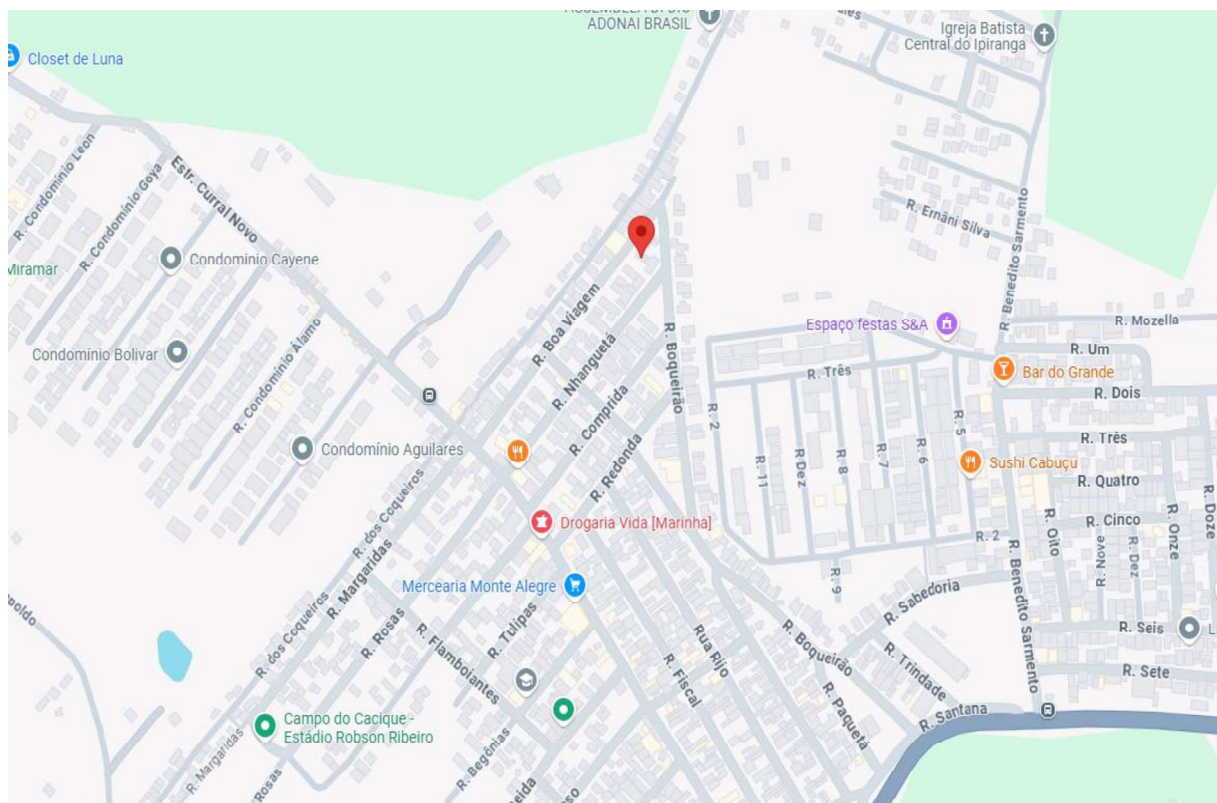 ADONAI BRASIL
Igreja Batista
Central do Ipiranga
Closet de Luna
R. Condomínio Leon
R. Condomínio Goya
Estr. Curral Novo
R. Ernâni Silva
R. Benedito Sarmento
Miramar
Condomínio Cayene
R. Boa Viagem
Espaço festas S&A
R. Mozella
Condomínio Bolivar
R. Condomínio Álamo
R. Nhanguetá
R. Boqueirão
R. Um
R. Três
Bar do Grande
R. Dois
R. Comprida
R. 2
R. 5
Condomínio Aguilares
R. Redonda
R. 11
R Dez
R. 8
R. 7
R. 6
R. Três
Sushi Cabuçu
R. Quatro
R. dos Coqueiros
Drogaria Vida [Marinha]
R. Cinco
R. Oito
R. Nove
R. Dez
R. Onze
R. Doze
R. 2
R. Margaridas
Mercearia Monte Alegre
R. 9
R. Sabedoria
R. Benedito Sarmento
R. dos Coqueiros
R. Rosas
R. Tulipas
R. Flamboiantes
R. Fiscal
Rua Rijo
R. Boqueirão
R. Trindade
R. Seis
L
R. Sete
R. Paquetá
R. Santana
Campo do Cacique -
Estádio Robson Ribeiro
R. Margaridas
R. Begônias
Rosas